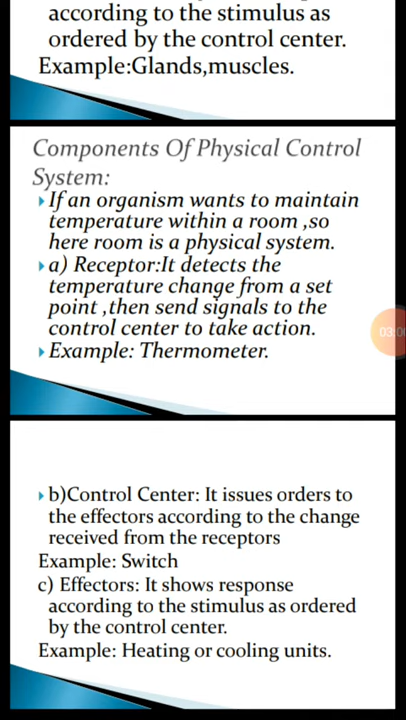 according to the stimulus as
ordered by the control center.
Example:Glands,muscles.
Components Of Physical Control
System:
If an organism wants to maintain
temperature within a room ,so
here room is a physical system.
a) Receptor:It detects the
temperature change from a set
point ,then send signals to the
control center to take action.
Example: Thermometer.
b)Control Center: It issues orders to
the effectors according to the change
received from the receptors
Example: Switch
c) Effectors: It shows response
according to the stimulus as ordered
by the control center.
Example: Heating or cooling units.